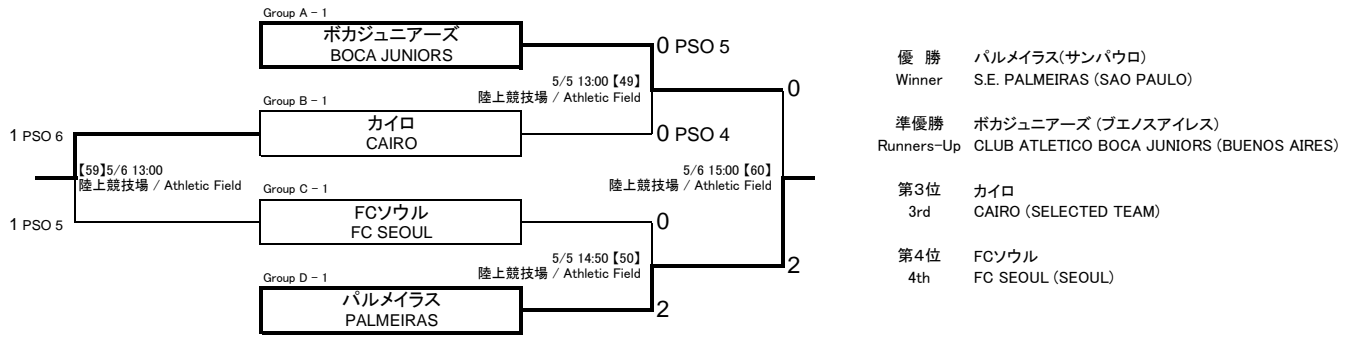 Group A - 1
ボカジュニアーズ
BOCA JUNIORS
0 PSO 5
5/5 13:00【49】
陸上競技場 / Athletic Field
0
Group B - 1
カイロ
CAIRO
0 PSO 4
1 PSO 6
【59】5/6 13:00
陸上競技場 / Athletic Field
5/6 15:00【60】
陸上競技場 / Athletic Field
Group C - 1
FCソウル
FC SEOUL
0
1 PSO 5
5/5 14:50【50】
陸上競技場 / Athletic Field
2
Group D - 1
パルメイラス
PALMEIRAS
2
優 勝 パルメイラス(サンパウロ)
Winner S.E. PALMEIRAS (SAO PAULO)
準優勝 ボカジュニアーズ (ブエノスアイレス)
Runners-Up CLUB ATLETICO BOCA JUNIORS (BUENOS AIRES)
第3位 カイロ
3rd CAIRO (SELECTED TEAM)
第4位 FCソウル
4th FC SEOUL (SEOUL)